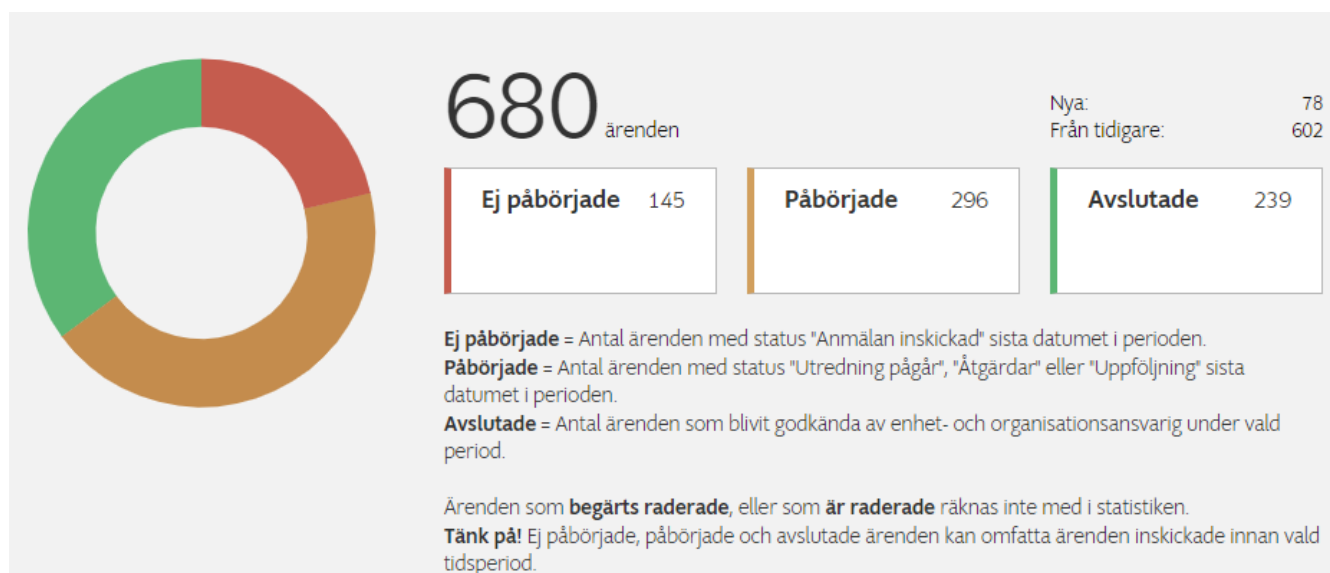 680 ärenden
Nya: 78
Från tidigare: 602
Ej påbörjade 145
Påbörjade 296
Avslutade 239
Ej påbörjade = Antal ärenden med status "Anmälan inskickad" sista datumet i perioden.
Påbörjade = Antal ärenden med status "Utredning pågår", "Åtgärdar" eller "Uppföljning" sista
datumet i perioden.
Avslutade = Antal ärenden som blivit godkända av enhet- och organisationsansvarig under vald
period.
Ärenden som begärts raderade, eller som är raderade räknas inte med i statistiken.
Tänk på! Ej påbörjade, påbörjade och avslutade ärenden kan omfatta ärenden inskickade innan vald
tidsperiod.